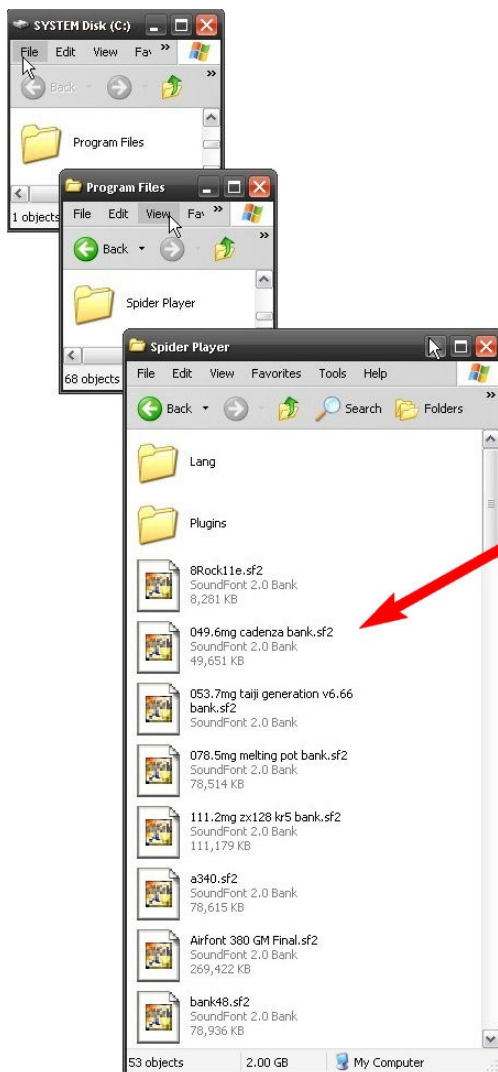 SYSTEM Disk (C:)
File Edit View Fav »
Back »
Program Files
1 objects
Program Files
File Edit View Fav »
Back »
Spider Player
68 objects
Spider Player
File Edit View Favorites Tools Help
Back Search Folders »
Lang
Plugins
8Rock11e.sf2
SoundFont 2.0 Bank
8,281 KB
049.6mg cadenza bank.sf2
SoundFont 2.0 Bank
49,651 KB
053.7mg taiji generation v6.66
bank.sf2
SoundFont 2.0 Bank
078.5mg melting pot bank.sf2
SoundFont 2.0 Bank
78,514 KB
111.2mg zx128 kr5 bank.sf2
SoundFont 2.0 Bank
111,179 KB
a340.sf2
SoundFont 2.0 Bank
78,615 KB
Airfont 380 GM Final.sf2
SoundFont 2.0 Bank
269,422 KB
bank48.sf2
SoundFont 2.0 Bank
78,936 KB
53 objects 2.00 GB My Computer